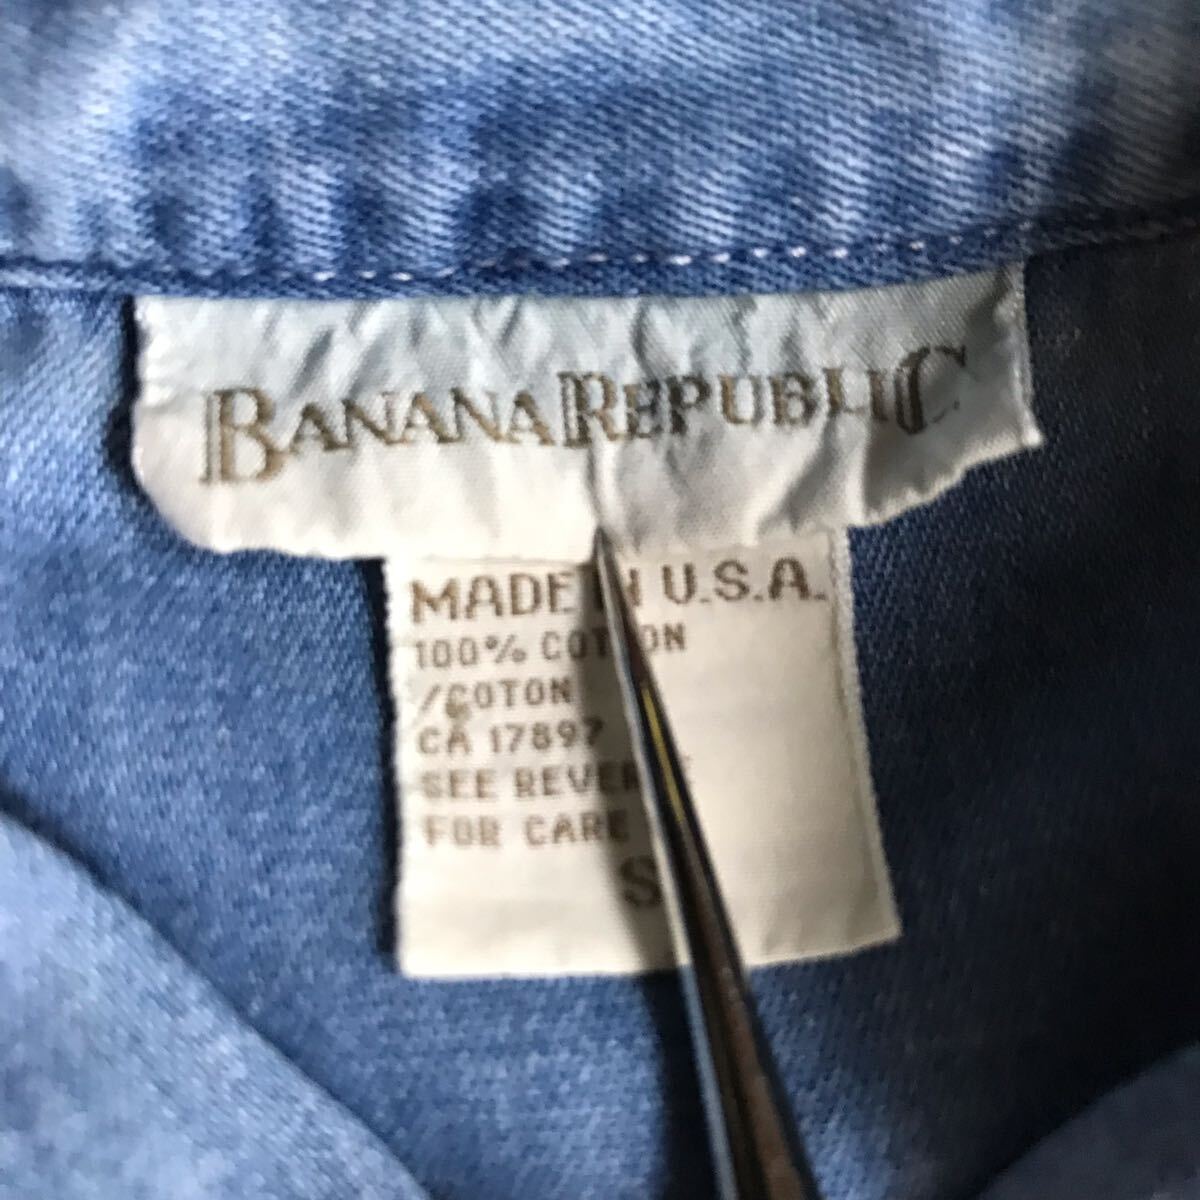 BANANA REPUBLIC
MADE IN U.S.A.
100% COTTON
/COTON
CA 17897
SEE REVERSE
FOR CARE
S